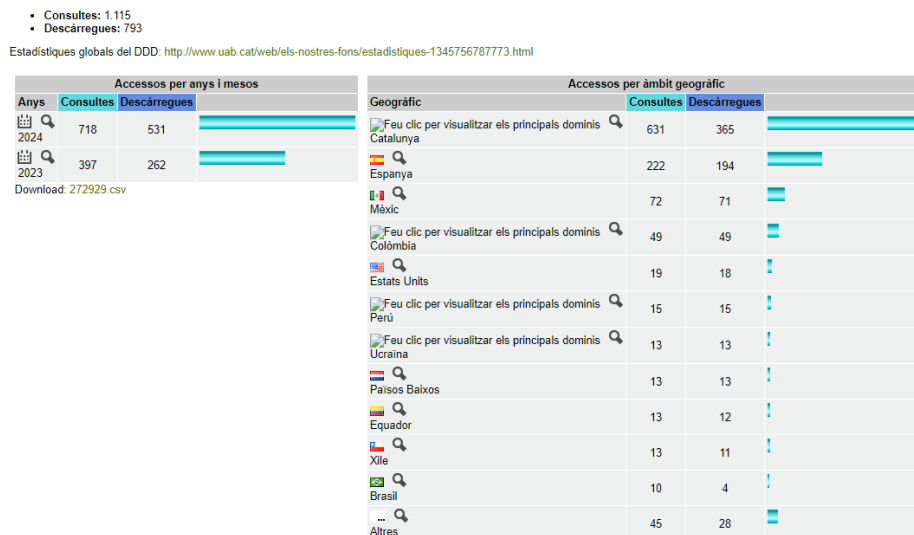 Consultes: 1.115
Descàrregues: 793
Estadístiques globals del DDD: http://www.uab.cat/web/els-nostres-fons/estadistiques-1345756787773.html
Accessos per anys i mesos
Anys Consultes Descàrregues
2024 718 531
2023 397 262
Download: 272929.csv
Accessos per àmbit geogràfic
Geogràfic Consultes Descàrregues
Feu clic per visualitzar els principals dominis
Catalunya 631 365
Espanya 222 194
Mèxic 72 71
Feu clic per visualitzar els principals dominis
Colòmbia 49 49
Estats Units 19 18
Feu clic per visualitzar els principals dominis
Perú 15 15
Feu clic per visualitzar els principals dominis
Ucraïna 13 13
Països Baixos 13 13
Equador 13 12
Xile 13 11
Brasil 10 4
...
Altres 45 28